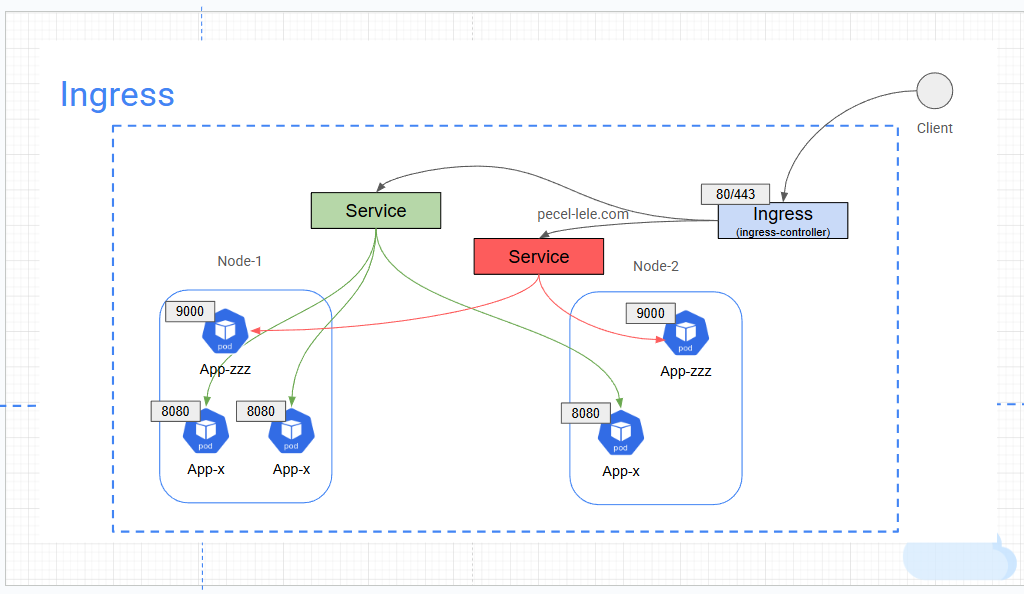 Ingress
Client
80/443
Ingress
(ingress-controller)
Service
pecel-lele.com
Service
Node-1
Node-2
9000
pod
App-zzz
9000
pod
App-zzz
8080
pod
App-x
8080
pod
App-x
8080
pod
App-x